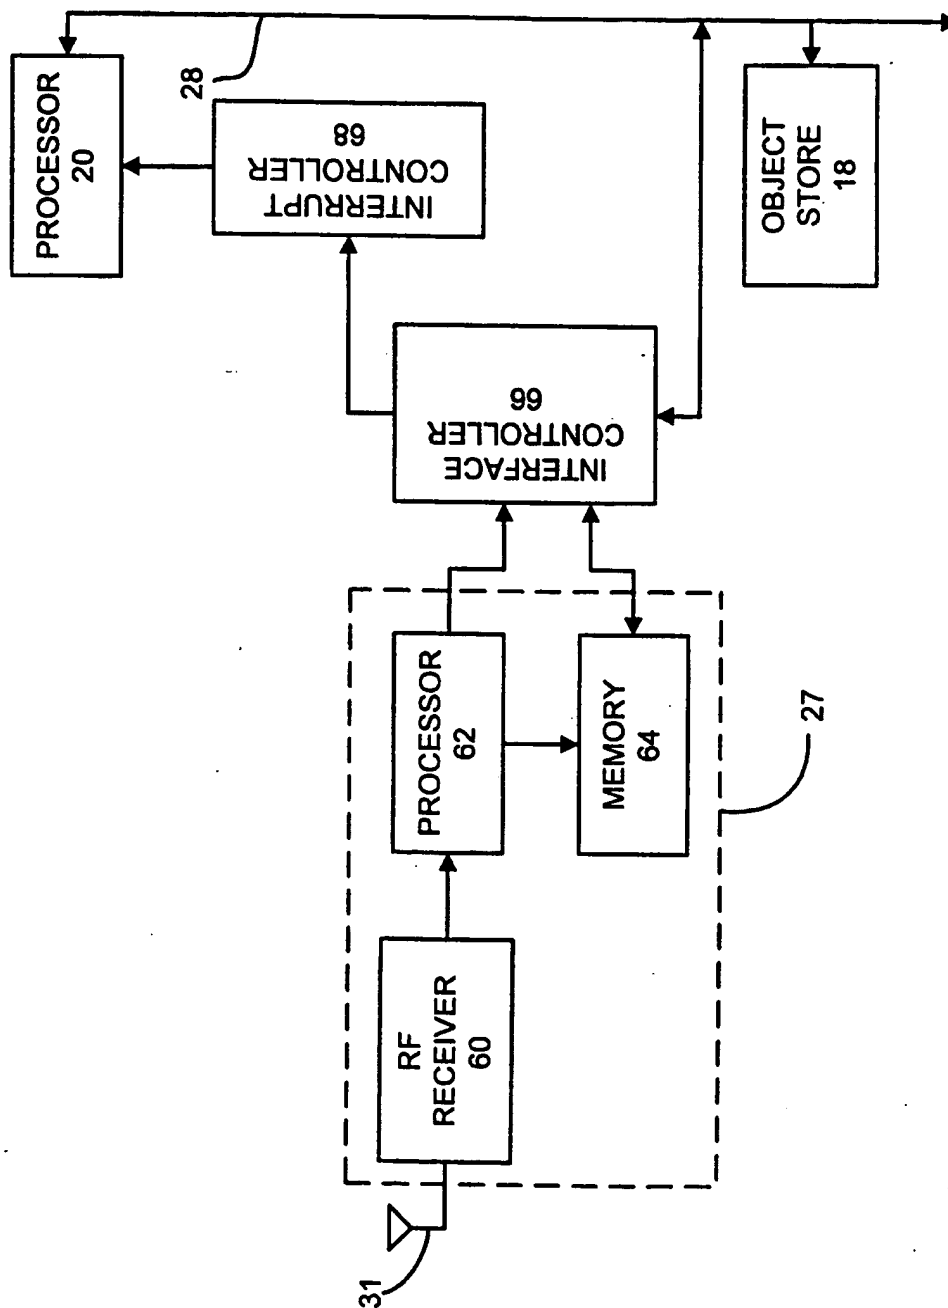 PROCESSOR
20
28
INTERRUPT
CONTROLLER
68
OBJECT
STORE
18
INTERFACE
CONTROLLER
66
PROCESSOR
62
MEMORY
64
27
RF
RECEIVER
60
31